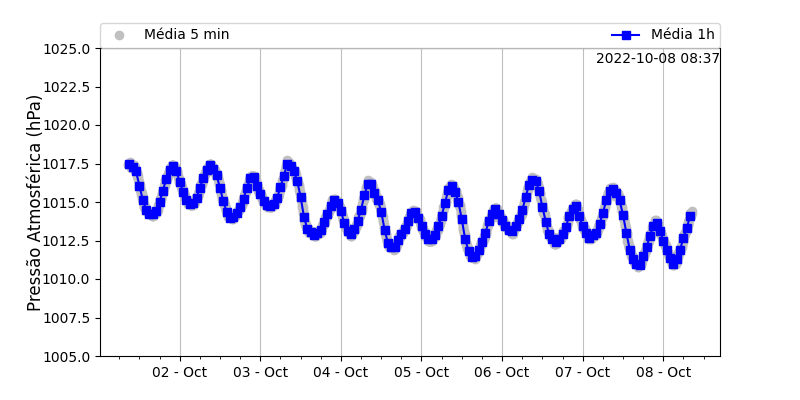 Média 5 min
Média 1h
2022-10-08 08:37
Pressão Atmosférica (hPa)
1025.0
1022.5
1020.0
1017.5
1015.0
1012.5
1010.0
1007.5
1005.0
02 - Oct
03 - Oct
04 - Oct
05 - Oct
06 - Oct
07 - Oct
08 - Oct